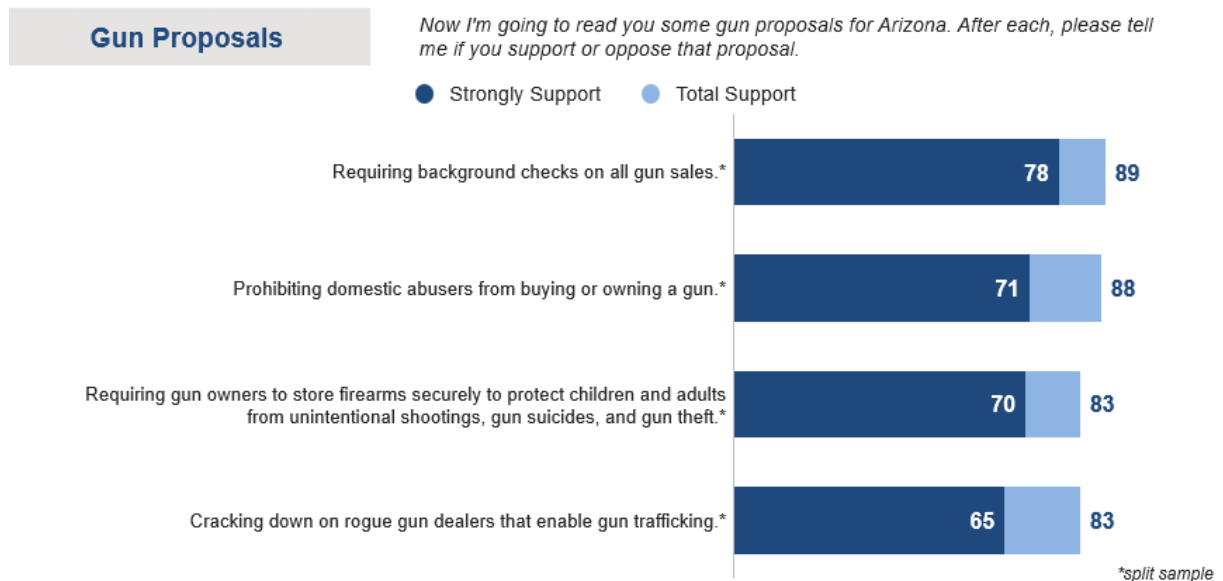 Gun Proposals
Now I'm going to read you some gun proposals for Arizona. After each, please tell
me if you support or oppose that proposal.
Strongly Support Total Support
Requiring background checks on all gun sales.* 78 89
Prohibiting domestic abusers from buying or owning a gun.* 71 88
Requiring gun owners to store firearms securely to protect children and adults
from unintentional shootings, gun suicides, and gun theft.* 70 83
Cracking down on rogue gun dealers that enable gun trafficking.* 65 83
*split sample